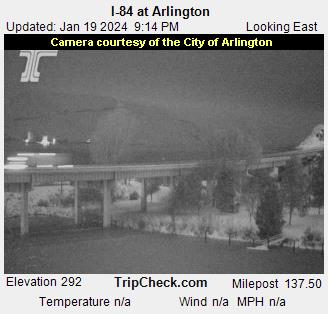 I-84 at Arlington
Updated: Jan 19 2024 9:14 PM Looking East
Camera courtesy of the City of Arlington
Elevation 292 TripCheck.com Milepost 137.50
Temperature n/a Wind n/a MPH n/a